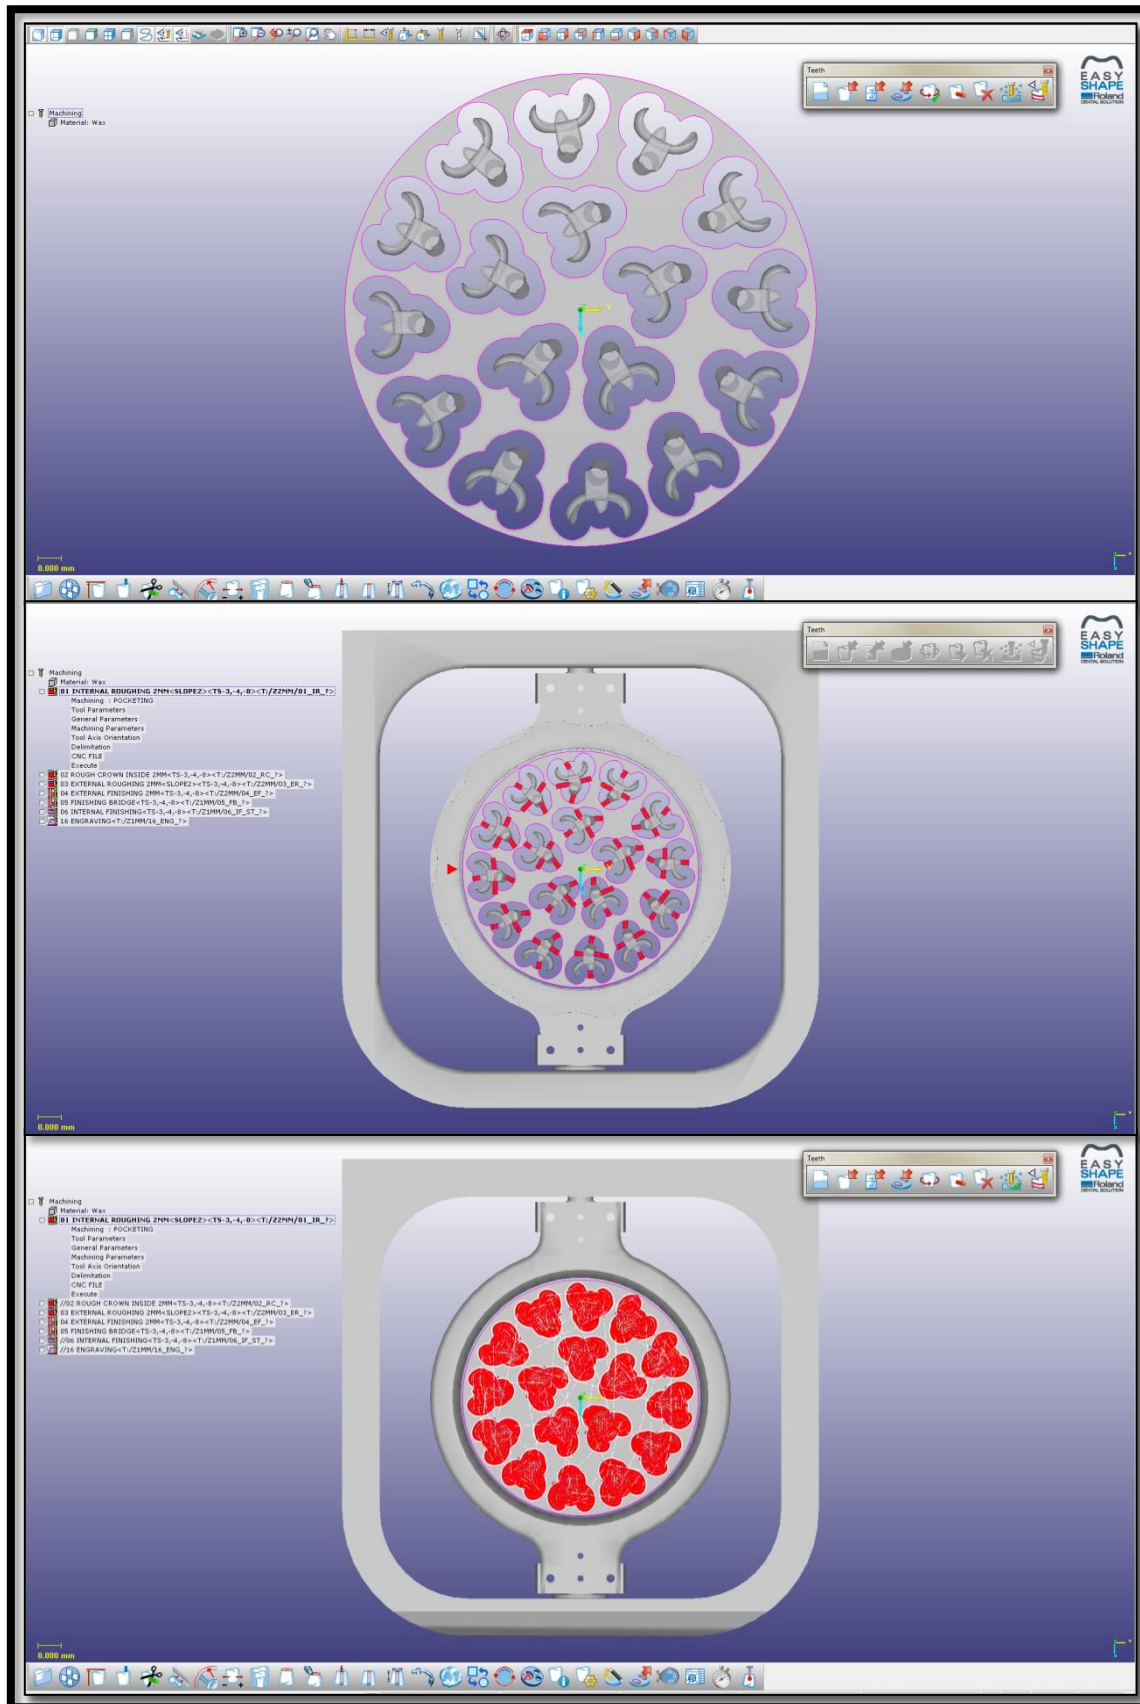 Teeth
EASY
SHAPE
Roland
DENTAL SOLUTION
Machining
Material: Wax
0.000 mm
Teeth
EASY
SHAPE
Roland
DENTAL SOLUTION
Machining
Material: Wax
01 INTERNAL ROUGHING 2MM<SLOPE2><TS-3,-4,-8><T:/Z2MM/01_IR_?>
Machining : POCKETING
Tool Parameters
General Parameters
Machining Parameters
Tool Axis Orientation
Delimitation
CNC FILE
Execute
02 ROUGH CROWN INSIDE 2MM<TS-3,-4,-8><T:/Z2MM/02_RC_?>
03 EXTERNAL ROUGHING 2MM<SLOPE2><TS-3,-4,-8><T:/Z2MM/03_ER_?>
04 EXTERNAL FINISHING 2MM<TS-3,-4,-8><T:/Z2MM/04_EF_?>
05 FINISHING BRIDGE<TS-3,-4,-8><T:/Z1MM/05_FB_?>
06 INTERNAL FINISHING<TS-3,-4,-8><T:/Z1MM/06_IF_ST_?>
16 ENGRAVING<T:/Z1MM/16_ENG_?>
0.000 mm
Teeth
EASY
SHAPE
Roland
DENTAL SOLUTION
Machining
Material: Wax
01 INTERNAL ROUGHING 2MM<SLOPE2><TS-3,-4,-8><T:/Z2MM/01_IR_?>
Machining : POCKETING
Tool Parameters
General Parameters
Machining Parameters
Tool Axis Orientation
Delimitation
CNC FILE
Execute
//02 ROUGH CROWN INSIDE 2MM<TS-3,-4,-8><T:/Z2MM/02_RC_?>
03 EXTERNAL ROUGHING 2MM<SLOPE2><TS-3,-4,-8><T:/Z2MM/03_ER_?>
04 EXTERNAL FINISHING 2MM<TS-3,-4,-8><T:/Z2MM/04_EF_?>
05 FINISHING BRIDGE<TS-3,-4,-8><T:/Z1MM/05_FB_?>
//06 INTERNAL FINISHING<TS-3,-4,-8><T:/Z1MM/06_IF_ST_?>
//16 ENGRAVING<T:/Z1MM/16_ENG_?>
0.000 mm